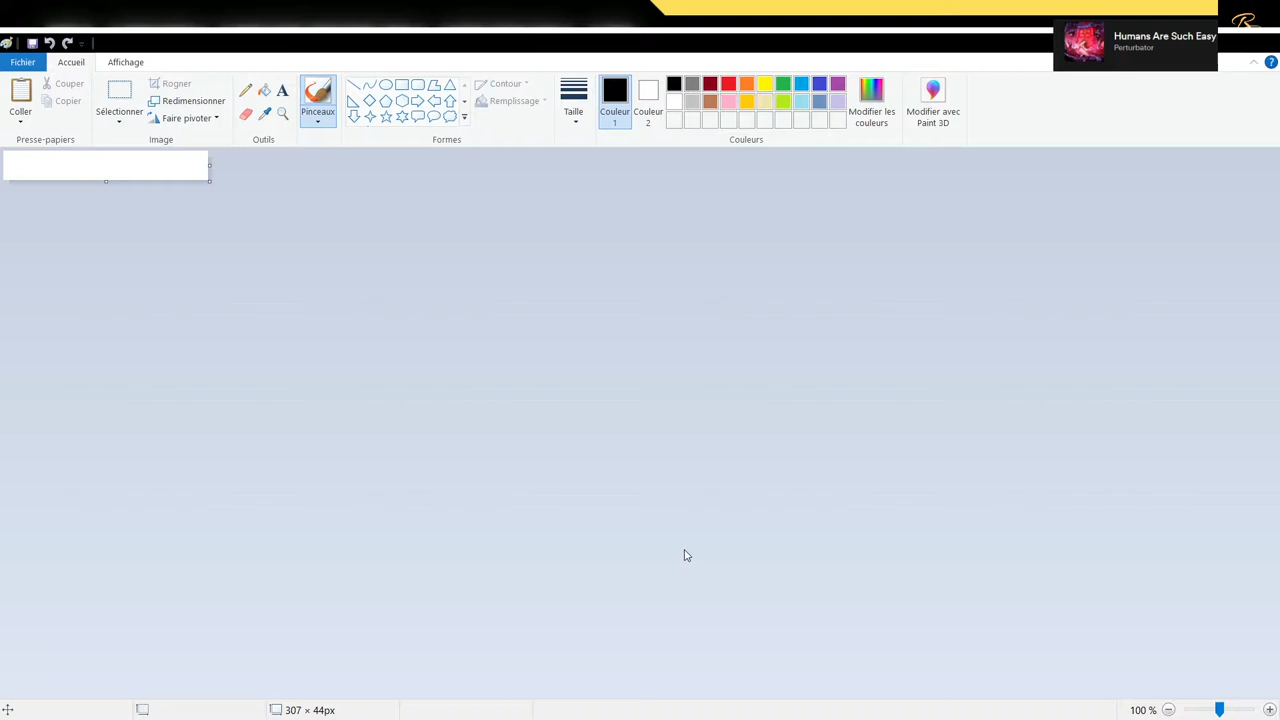 Humans Are Such Easy
Perturbator
Fichier Accueil Affichage
Coller
Couper
Copier
Presse-papiers
Sélectionner
Rogner
Redimensionner
Faire pivoter
Image
A
Outils
Pinceaux
Formes
Contour
Remplissage
Taille
Couleur 1
Couleur 2
Couleurs
Modifier les couleurs
Modifier avec Paint 3D
307 × 44px
100 %